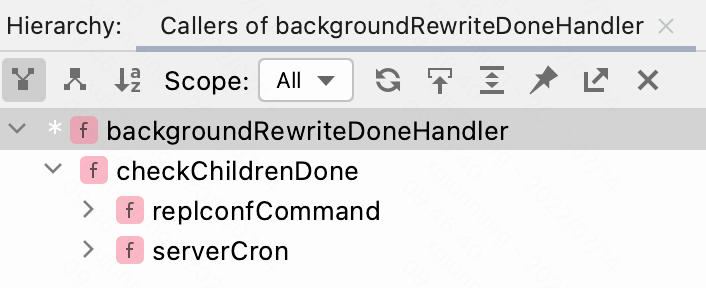 Hierarchy: Callers of backgroundRewriteDoneHandler
Scope: All
* f backgroundRewriteDoneHandler
f checkChildrenDone
f replconfCommand
f serverCron